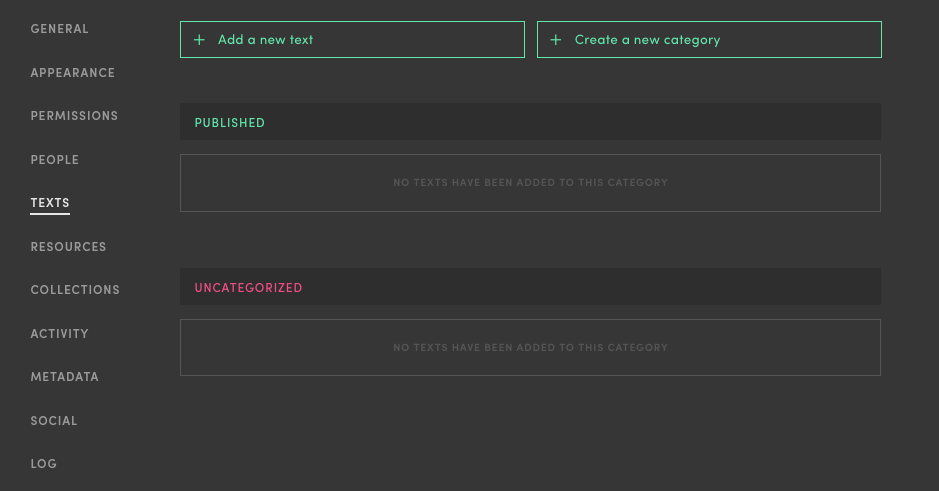 GENERAL
APPEARANCE
PERMISSIONS
PEOPLE
TEXTS
RESOURCES
COLLECTIONS
ACTIVITY
METADATA
SOCIAL
LOG
+ Add a new text
+ Create a new category
PUBLISHED
NO TEXTS HAVE BEEN ADDED TO THIS CATEGORY
UNCATEGORIZED
NO TEXTS HAVE BEEN ADDED TO THIS CATEGORY